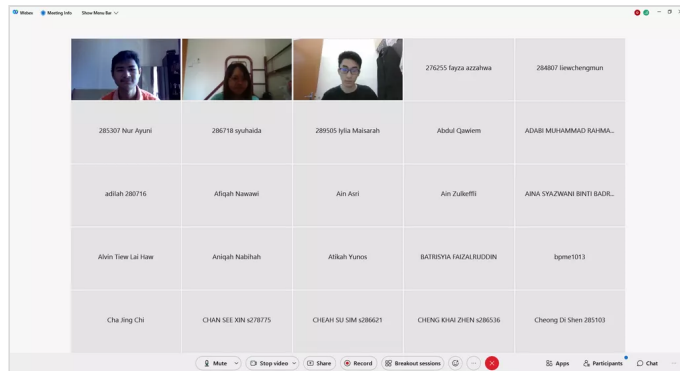 Webex Meeting Info Show Menu Bar
276255 fayza azzahwa
284807 liewchengmun
285307 Nur Ayuni
286718 syuhaida
289505 Iylia Maisarah
Abdul Qawiem
ADABI MUHAMMAD RAHMA...
adilah 280716
Afiqah Nawawi
Ain Asri
Ain Zulkeffli
AINA SYAZWANI BINTI BADR...
Alvin Tiew Lai Haw
Aniqah Nabihah
Atikah Yunos
BATRISYIA FAIZALRUDDIN
bpme1013
Cha Jing Chi
CHAN SEE XIN s278775
CHEAH SU SIM s286621
CHENG KHAI ZHEN s286536
Cheong Di Shen 285103
Mute Stop video Share Record Breakout sessions Apps Participants Chat